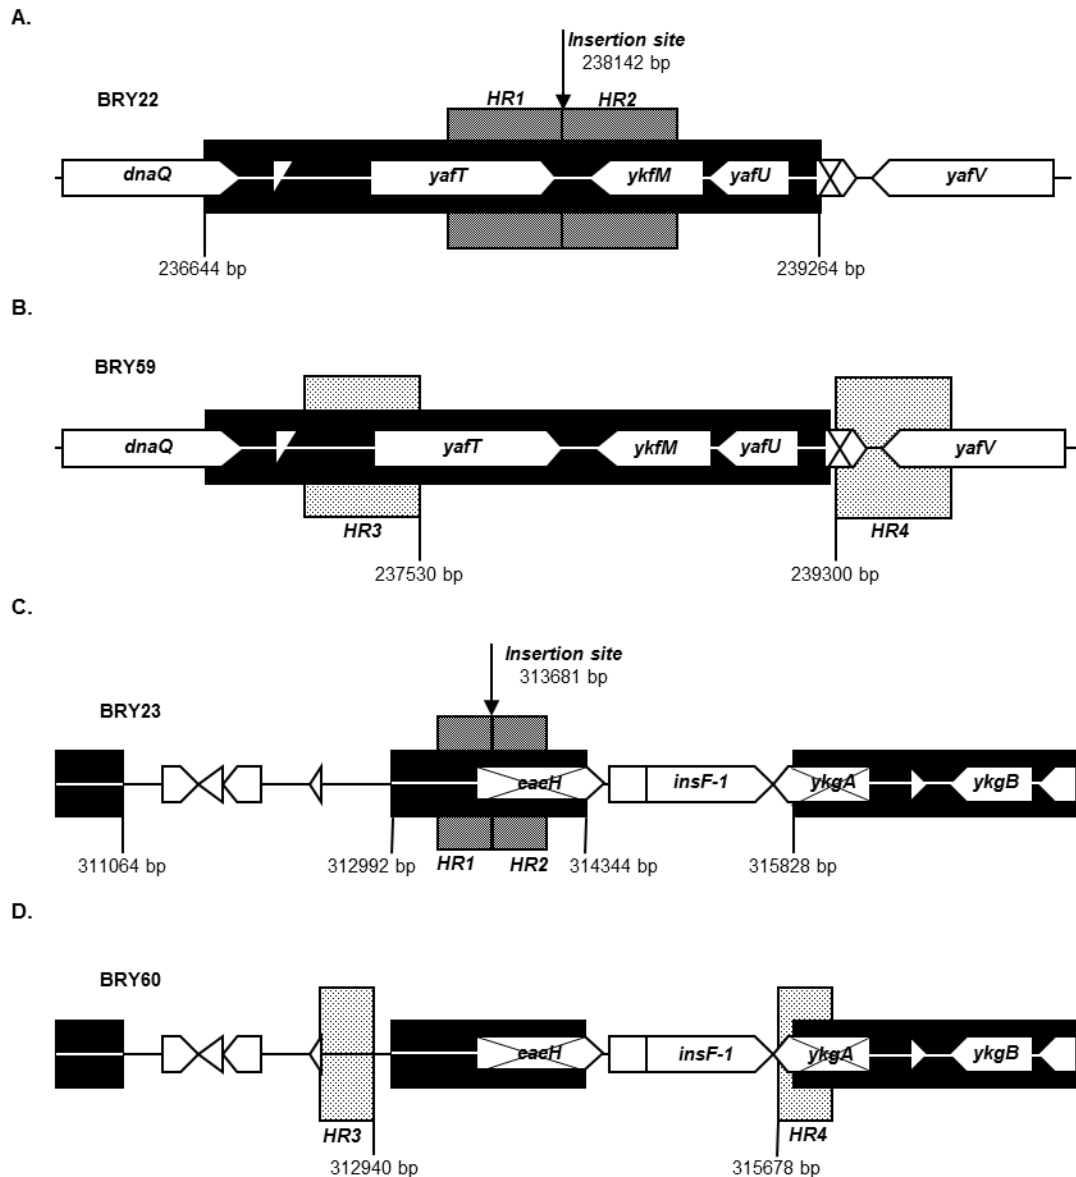 A.
Insertion site
238142 bp
BRY22
HR1 HR2
dnaQ yafT ykfM yafU yafV
236644 bp 239264 bp
B.
BRY59
dnaQ yafT ykfM yafU yafV
HR3 HR4
237530 bp 239300 bp
C.
Insertion site
313681 bp
BRY23
eaeH insF-1 ykgA ykgB
311064 bp 312992 bp HR1 HR2 314344 bp 315828 bp
D.
BRY60
eaeH insF-1 ykgA ykgB
HR3 HR4
312940 bp 315678 bp